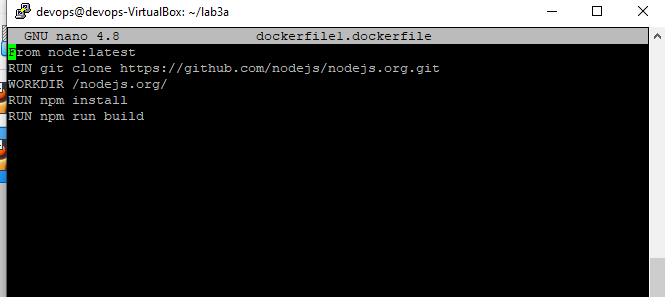 devops@devops-VirtualBox: ~/lab3a
GNU nano 4.8 dockerfile1.dockerfile
From node:latest
RUN git clone https://github.com/nodejs/nodejs.org.git
WORKDIR /nodejs.org/
RUN npm install
RUN npm run build